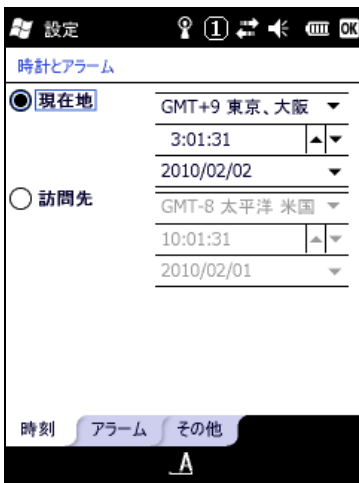 設定 1 OK
時計とアラーム
現在地 GMT+9 東京、大阪
3:01:31
2010/02/02
訪問先 GMT-8 太平洋 米国
10:01:31
2010/02/01
時刻 アラーム その他
A